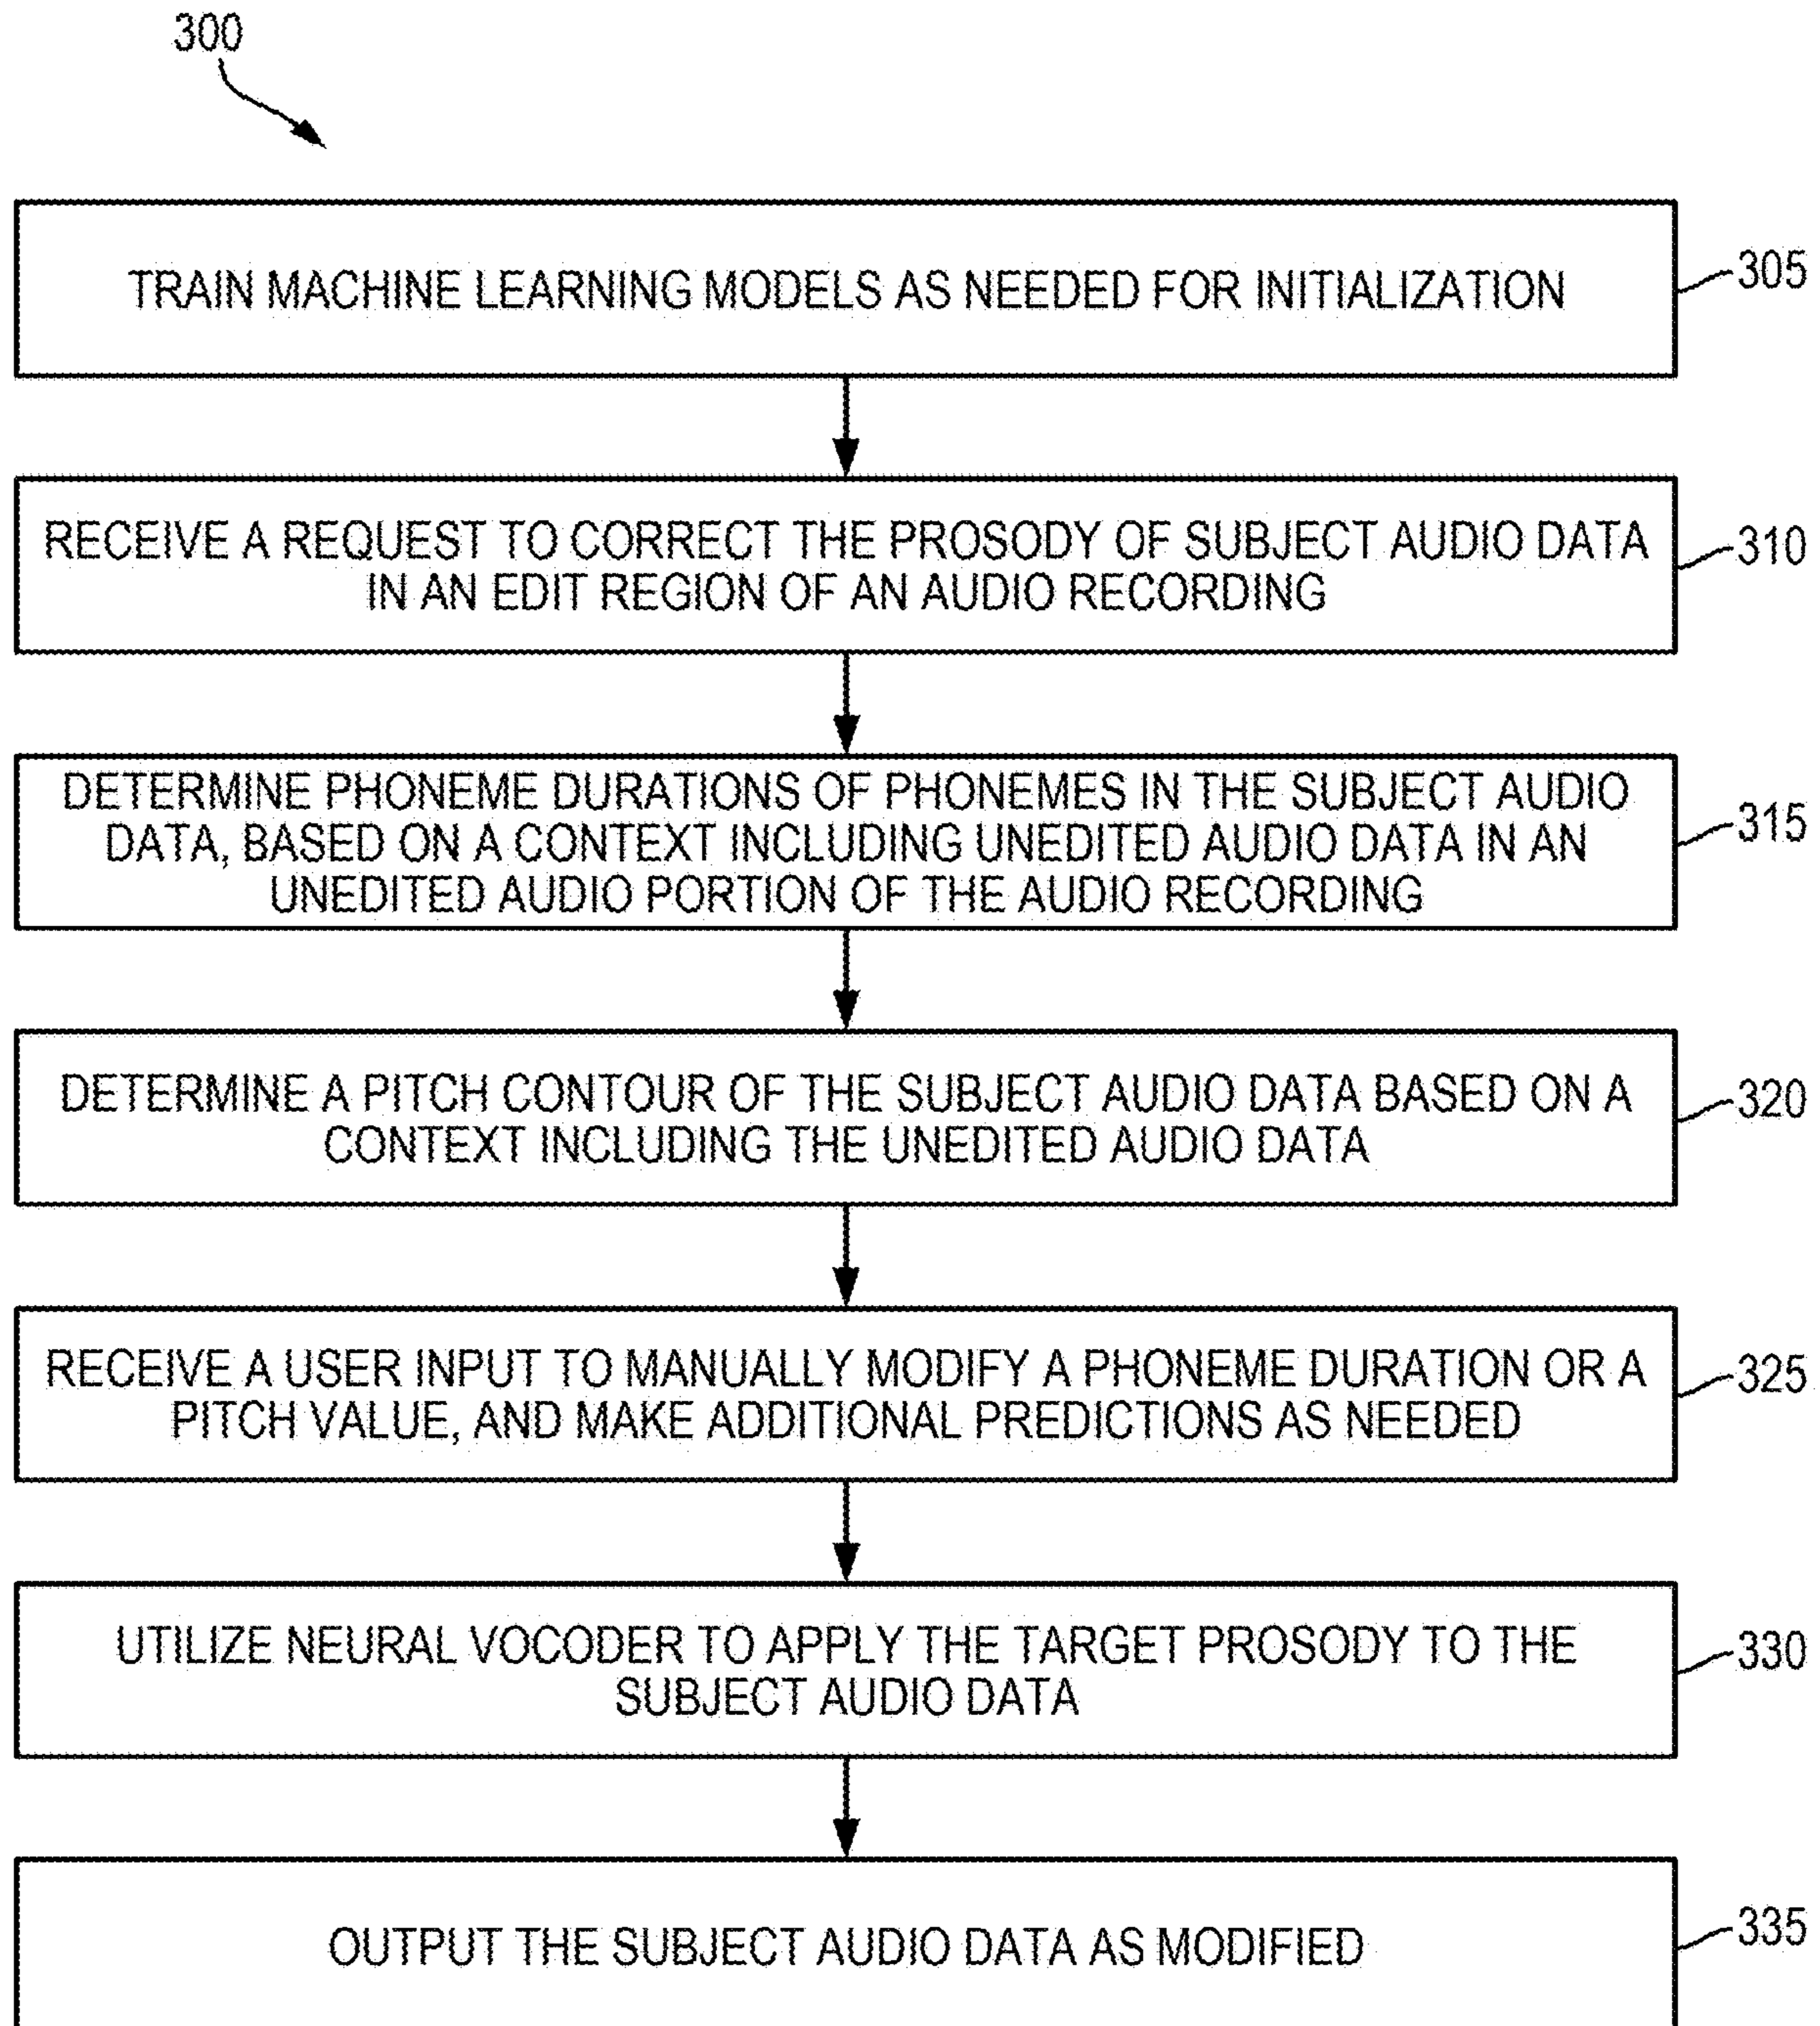 300
TRAIN MACHINE LEARNING MODELS AS NEEDED FOR INITIALIZATION
305
RECEIVE A REQUEST TO CORRECT THE PROSODY OF SUBJECT AUDIO DATA
IN AN EDIT REGION OF AN AUDIO RECORDING
310
DETERMINE PHONEME DURATIONS OF PHONEMES IN THE SUBJECT AUDIO
DATA, BASED ON A CONTEXT INCLUDING UNEDITED AUDIO DATA IN AN
UNEDITED AUDIO PORTION OF THE AUDIO RECORDING
315
DETERMINE A PITCH CONTOUR OF THE SUBJECT AUDIO DATA BASED ON A
CONTEXT INCLUDING THE UNEDITED AUDIO DATA
320
RECEIVE A USER INPUT TO MANUALLY MODIFY A PHONEME DURATION OR A
PITCH VALUE, AND MAKE ADDITIONAL PREDICTIONS AS NEEDED
325
UTILIZE NEURAL VOCODER TO APPLY THE TARGET PROSODY TO THE
SUBJECT AUDIO DATA
330
OUTPUT THE SUBJECT AUDIO DATA AS MODIFIED
335